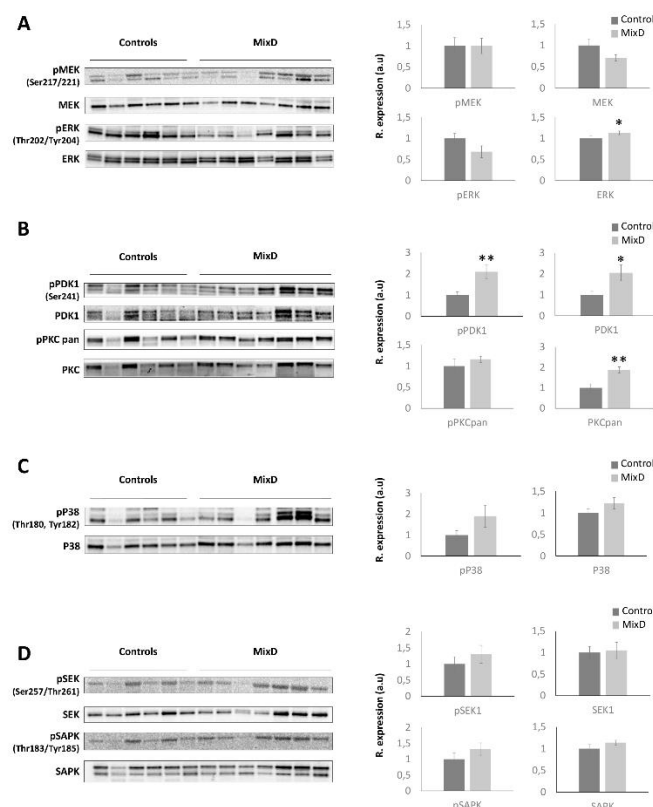 A
Controls MixD
pMEK
(Ser217/221)
MEK
pERK
(Thr202/Tyr204)
ERK
R. expression (a.u)
1,5
1
0,5
0
pMEK
Control
MixD
1,5
1
0,5
0
MEK
1,5
1
0,5
0
pERK
*
1,5
1
0,5
0
ERK
B
Controls MixD
pPDK1
(Ser241)
PDK1
pPKC pan
PKC
R. expression (a.u)
**
3
2
1
0
pPDK1
Control
MixD
*
3
2
1
0
PDK1
1,5
1
0,5
0
pPKCpan
**
3
2
1
0
PKCpan
C
Controls MixD
pP38
(Thr180, Tyr182)
P38
R. expression (a.u)
3
2
1
0
pP38
Control
MixD
1,5
1
0,5
0
P38
D
Controls MixD
pSEK
(Ser257/Thr261)
SEK
pSAPK
(Thr183/Tyr185)
SAPK
R. expression (a.u)
2
1,5
1
0,5
0
pSEK1
Control
MixD
1,5
1
0,5
0
SEK1
2
1,5
1
0,5
0
pSAPK
1,5
1
0,5
0
SAPK